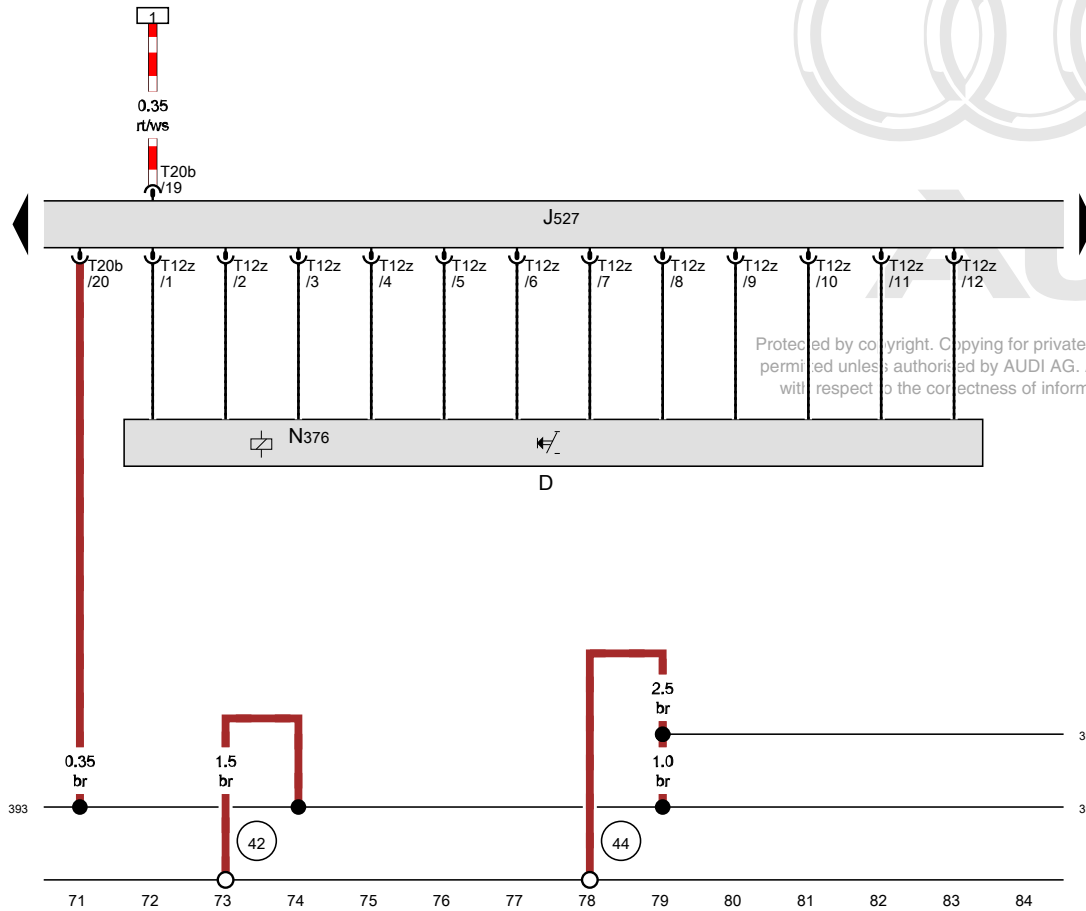 1
0.35
rt/ws
T20b
/19
J527
T20b
/20
T12z
/1
T12z
/2
T12z
/3
T12z
/4
T12z
/5
T12z
/6
T12z
/7
T12z
/8
T12z
/9
T12z
/10
T12z
/11
T12z
/12
Protected by copyright. Copying for private
permitted unless authorised by AUDI AG.
with respect to the correctness of inform
N376
D
2.5
br
0.35
br
1.5
br
1.0
br
393
42
44
71 72 73 74 75 76 77 78 79 80 81 82 83 84